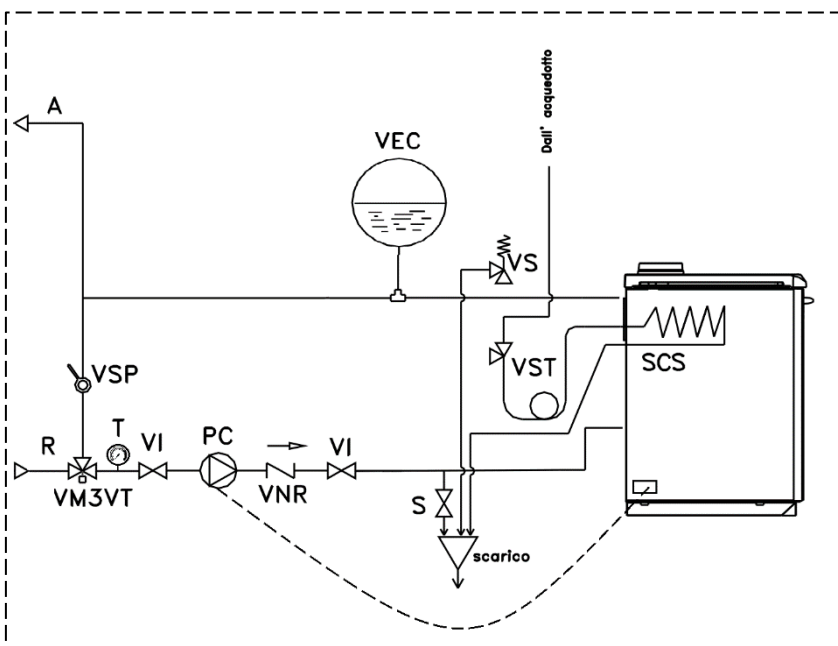 A
VEC
Dall' acquedotto
VS
VSP
VST
SCS
R
T
VI
PC
VI
VM3VT
VNR
S
scarico